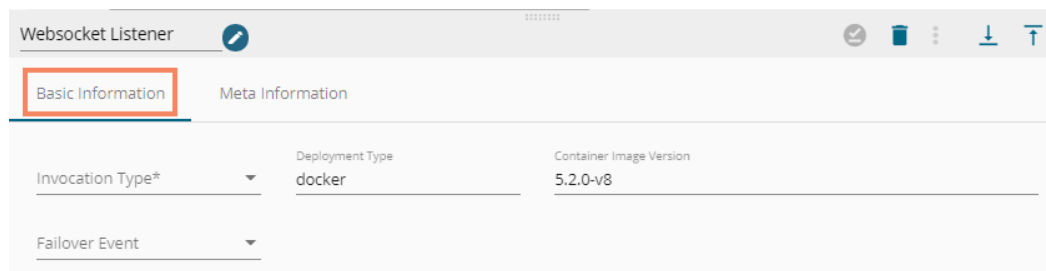 Websocket Listener
Basic Information
Meta Information
Deployment Type
Container Image Version
Invocation Type*
docker
5.2.0-v8
Failover Event